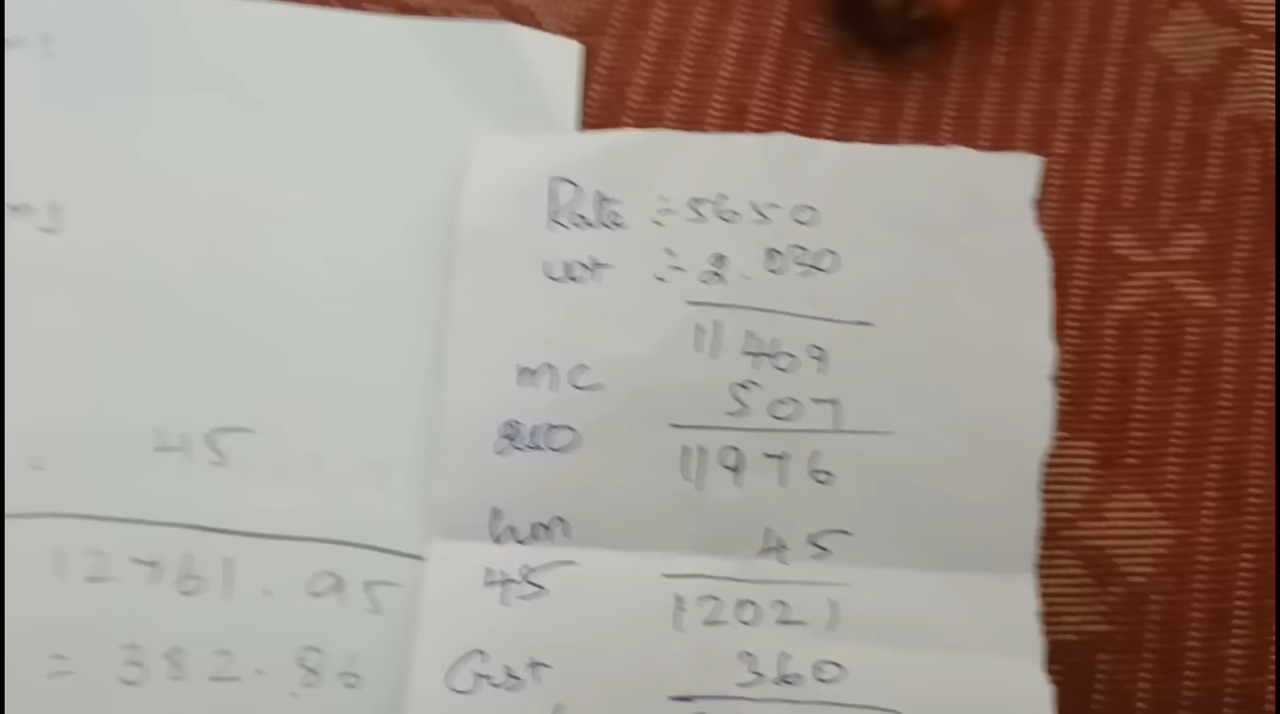 45
12761.95
= 382.86
Rate :- 5650
wt :- 2.030
11469
mc 507
250
11976
hm 45
45
12021
Gst 360